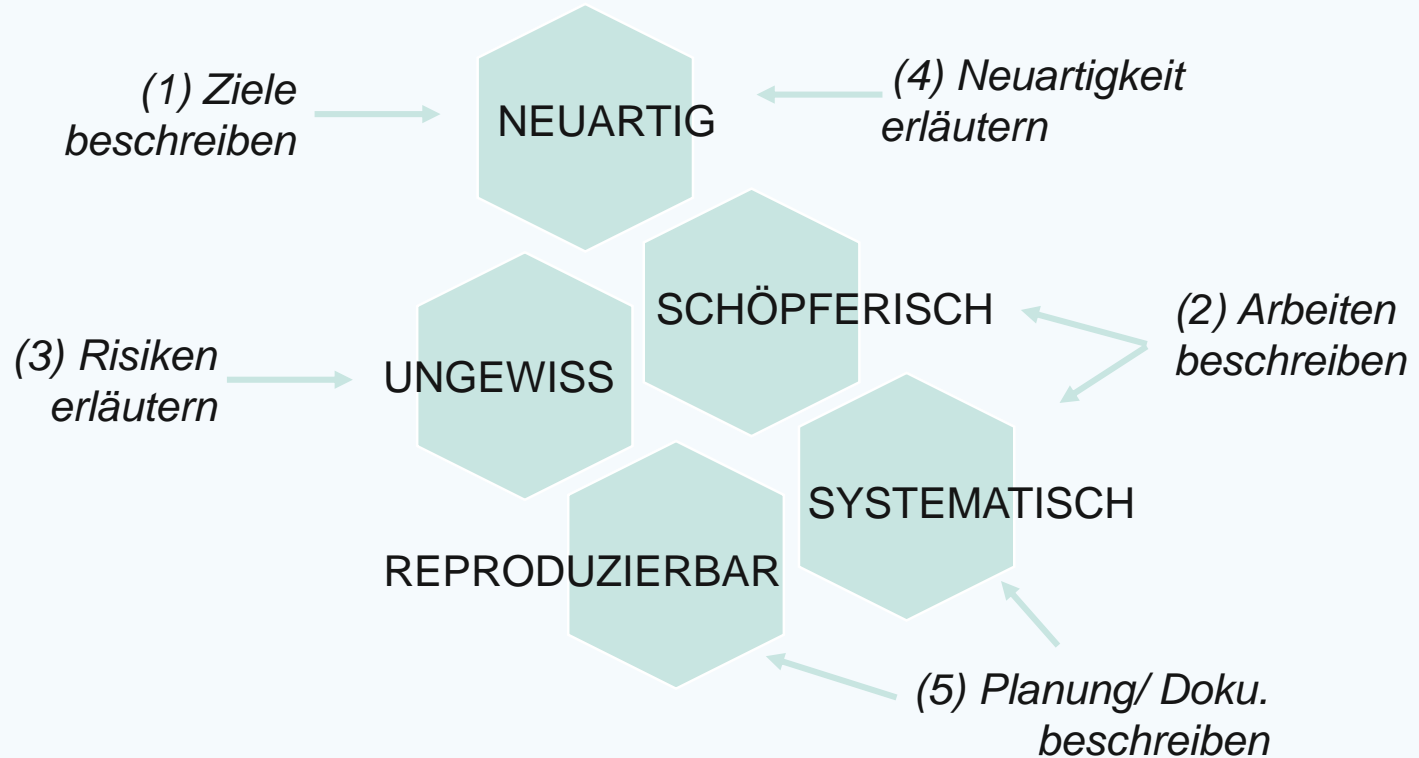 (1) Ziele
beschreiben
NEUARTIG
(4) Neuartigkeit
erläutern
SCHÖPFERISCH
(2) Arbeiten
beschreiben
(3) Risiken
erläutern
UNGEWISS
SYSTEMATISCH
REPRODUZIERBAR
(5) Planung/ Doku.
beschreiben